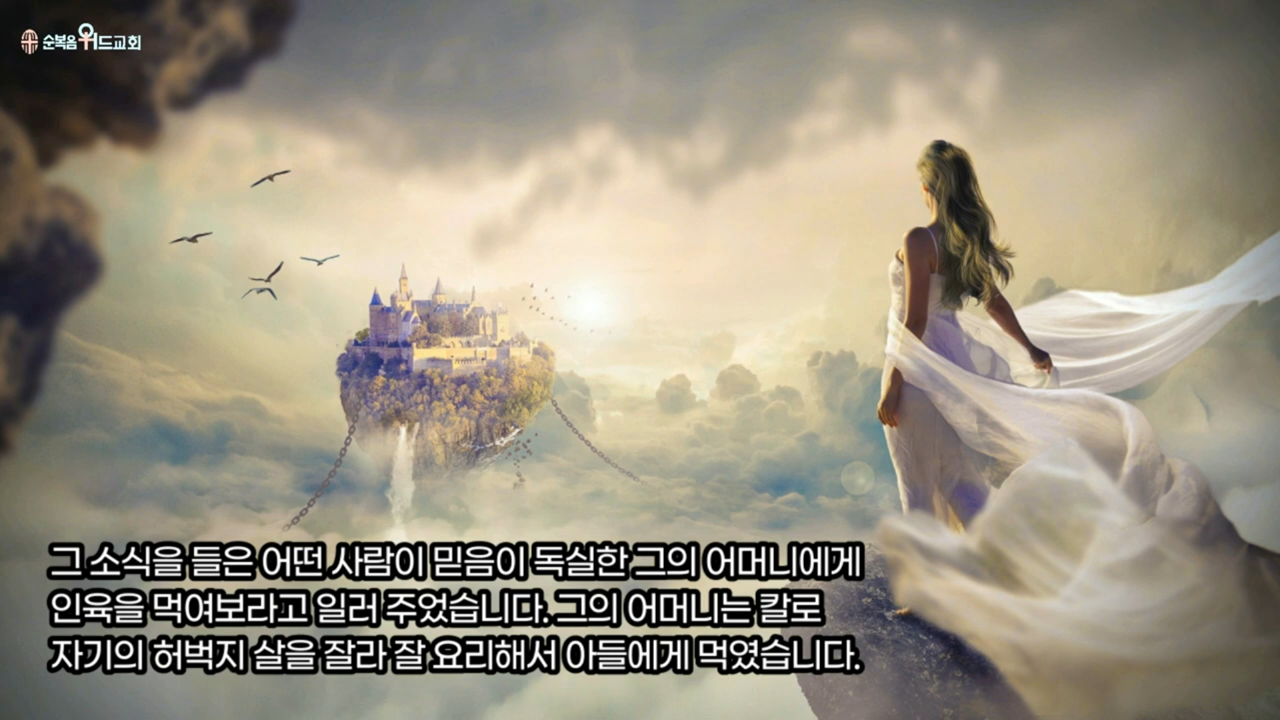 순복음워드교회
그 소식을 들은 어떤 사람이 믿음이 독실한 그의 어머니에게
인육을 먹여보라고 일러 주었습니다. 그의 어머니는 칼로
자기의 허벅지 살을 잘라 잘 요리해서 아들에게 먹였습니다.